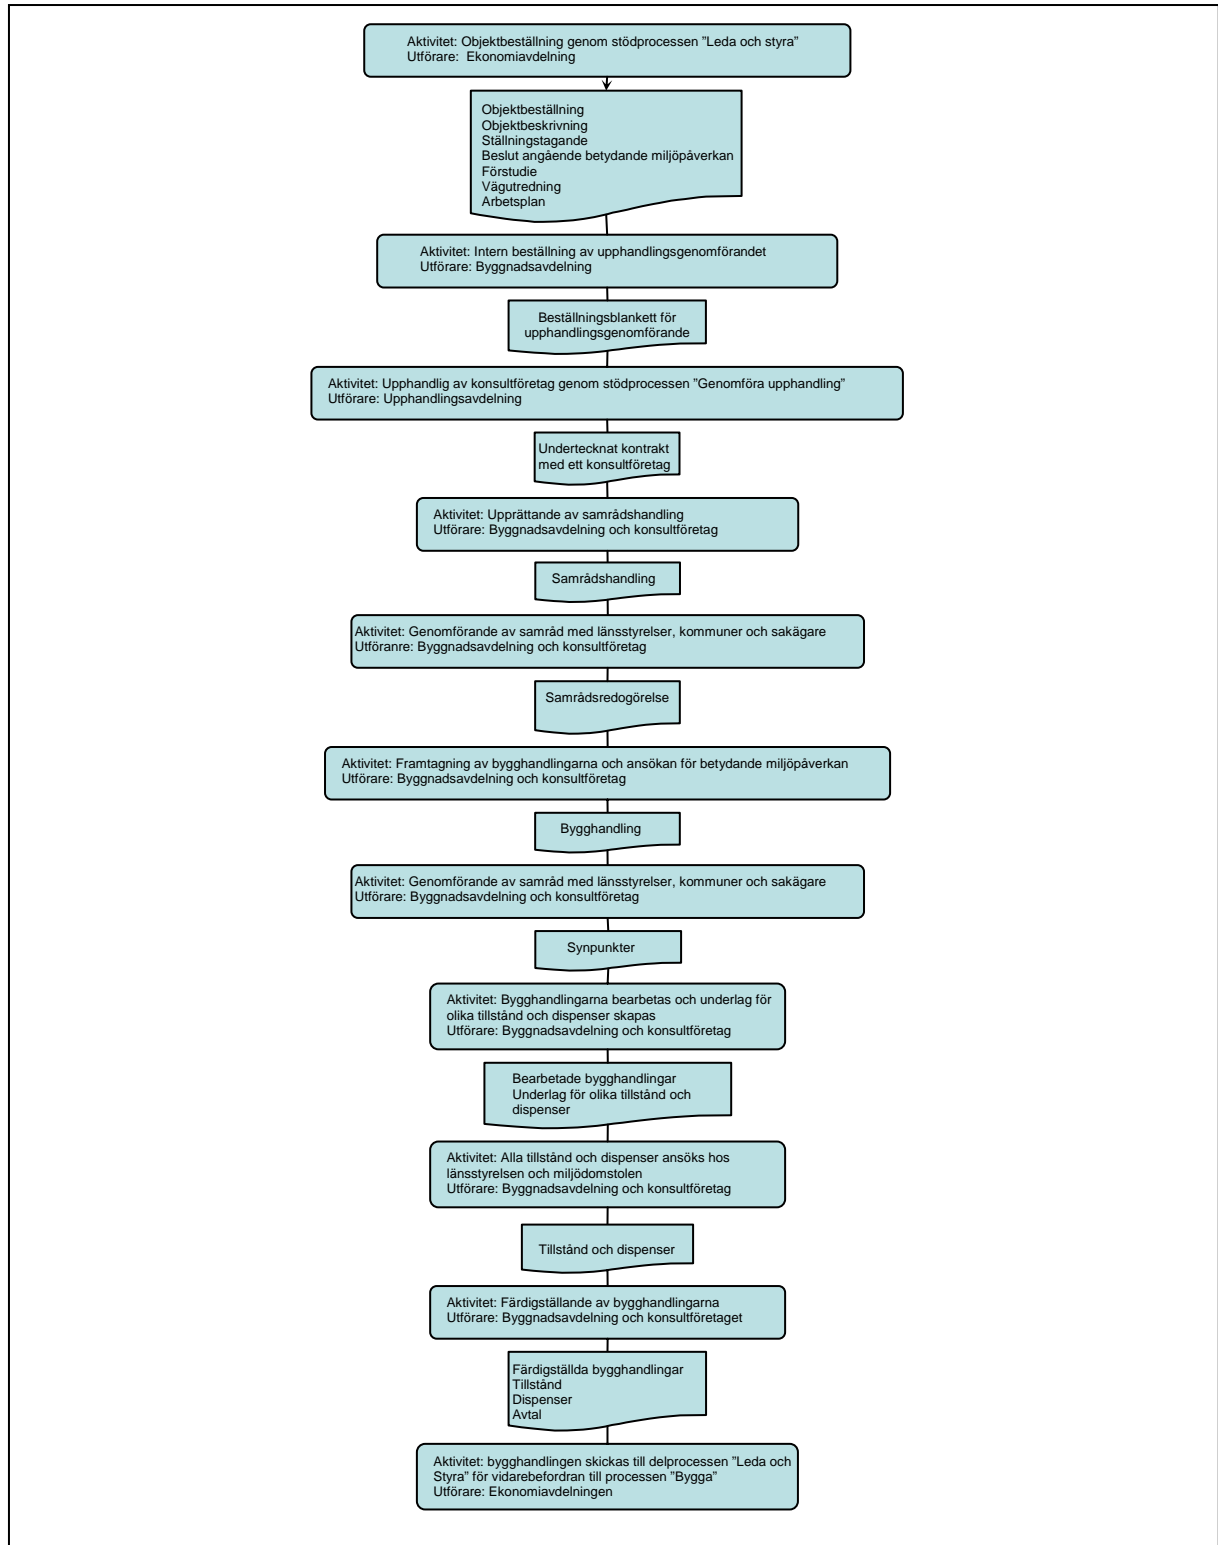 Aktivitet: Objektbeställning genom stödprocessen ”Leda och styra”
Utförare:  Ekonomiavdelning
Objektbeställning
Objektbeskrivning
Ställningstagande
Beslut angående betydande miljöpåverkan
Förstudie
Vägutredning
Arbetsplan
Aktivitet: Intern beställning av upphandlingsgenomförandet
Utförare: Byggnadsavdelning
Beställningsblankett för
upphandlingsgenomförande
Aktivitet: Upphandlig av konsultföretag genom stödprocessen ”Genomföra upphandling”
Utförare: Upphandlingsavdelning
Undertecknat kontrakt
med ett konsultföretag
Aktivitet: Upprättande av samrådshandling
Utförare: Byggnadsavdelning och konsultföretag
Samrådshandling
Aktivitet: Genomförande av samråd med länsstyrelser, kommuner och sakägare
Utföranre: Byggnadsavdelning och konsultföretag
Samrådsredogörelse
Aktivitet: Framtagning av bygghandlingarna och ansökan för betydande miljöpåverkan
Utförare: Byggnadsavdelning och konsultföretag
Bygghandling
Aktivitet: Genomförande av samråd med länsstyrelser, kommuner och sakägare
Utförare: Byggnadsavdelning och konsultföretag
Synpunkter
Aktivitet: Bygghandlingarna bearbetas och underlag för
olika tillstånd och dispenser skapas
Utförare: Byggnadsavdelning och konsultföretag
Bearbetade bygghandlingar
Underlag för olika tillstånd och
dispenser
Aktivitet: Alla tillstånd och dispenser ansöks hos
länsstyrelsen och miljödomstolen
Utförare: Byggnadsavdelning och konsultföretag
Tillstånd och dispenser
Aktivitet: Färdigställande av bygghandlingarna
Utförare: Byggnadsavdelning och konsultföretaget
Färdigställda bygghandlingar
Tillstånd
Dispenser
Avtal
Aktivitet: bygghandlingen skickas till delprocessen ”Leda och
Styra” för vidarebefordran till processen ”Bygga”
Utförare: Ekonomiavdelningen